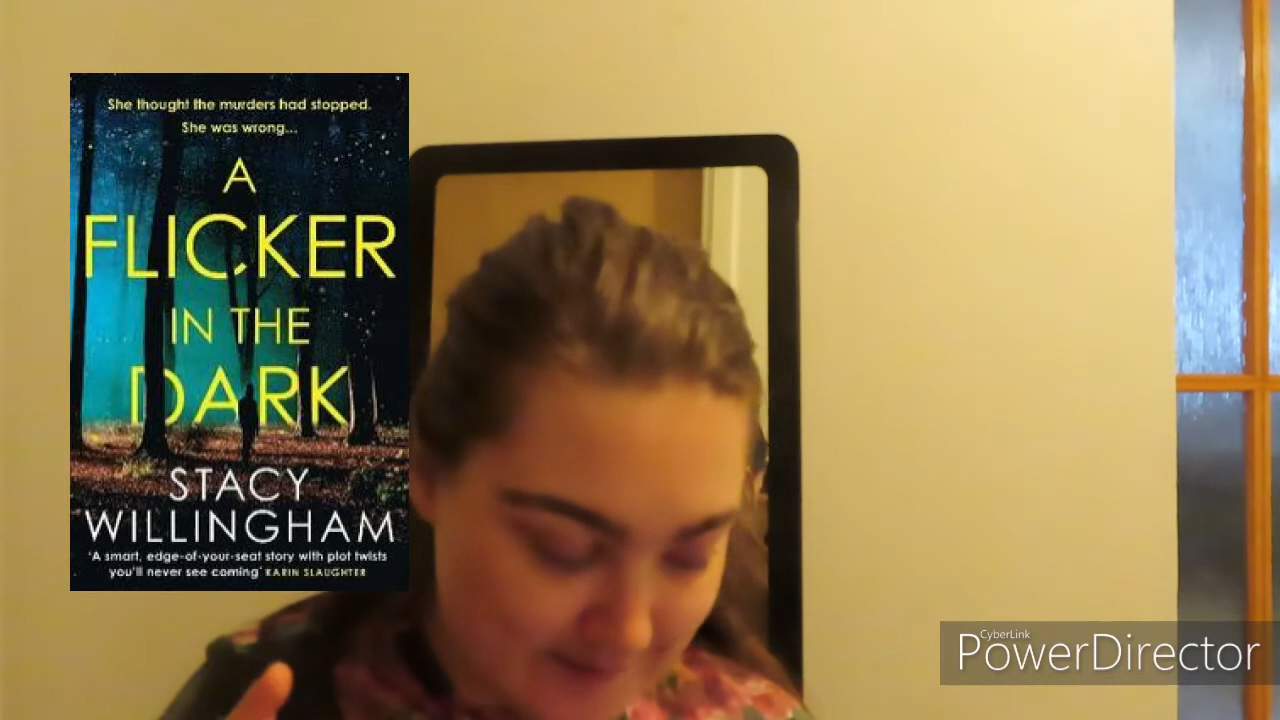 She thought the murders had stopped.
She was wrong...
A
FLICKER
IN THE
DARK
STACY
WILLINGHAM
'A smart, edge-of-your-seat story with plot twists
you'll never see coming' KARIN SLAUGHTER
CyberLink
PowerDirector